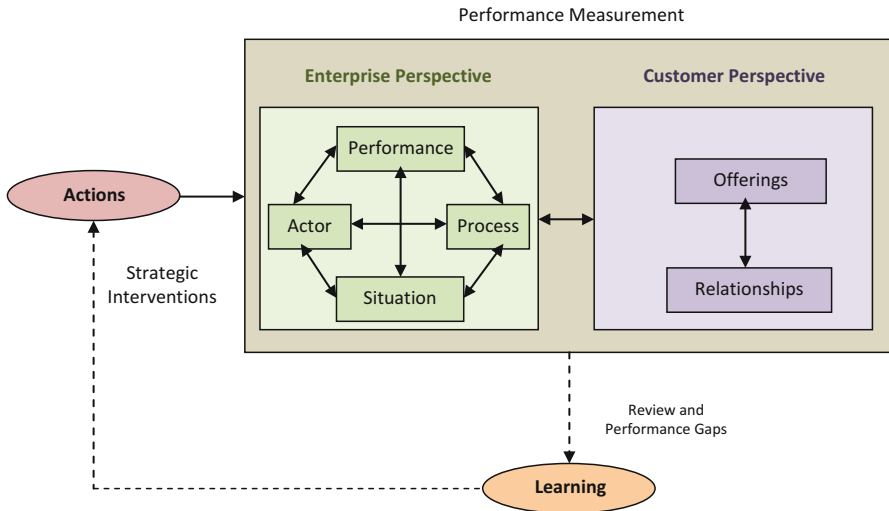 Performance Measurement
Enterprise Perspective
Customer Perspective
Performance
Offerings
Actions
Actor
Process
Strategic
Interventions
Situation
Relationships
Review and
Performance Gaps
Learning